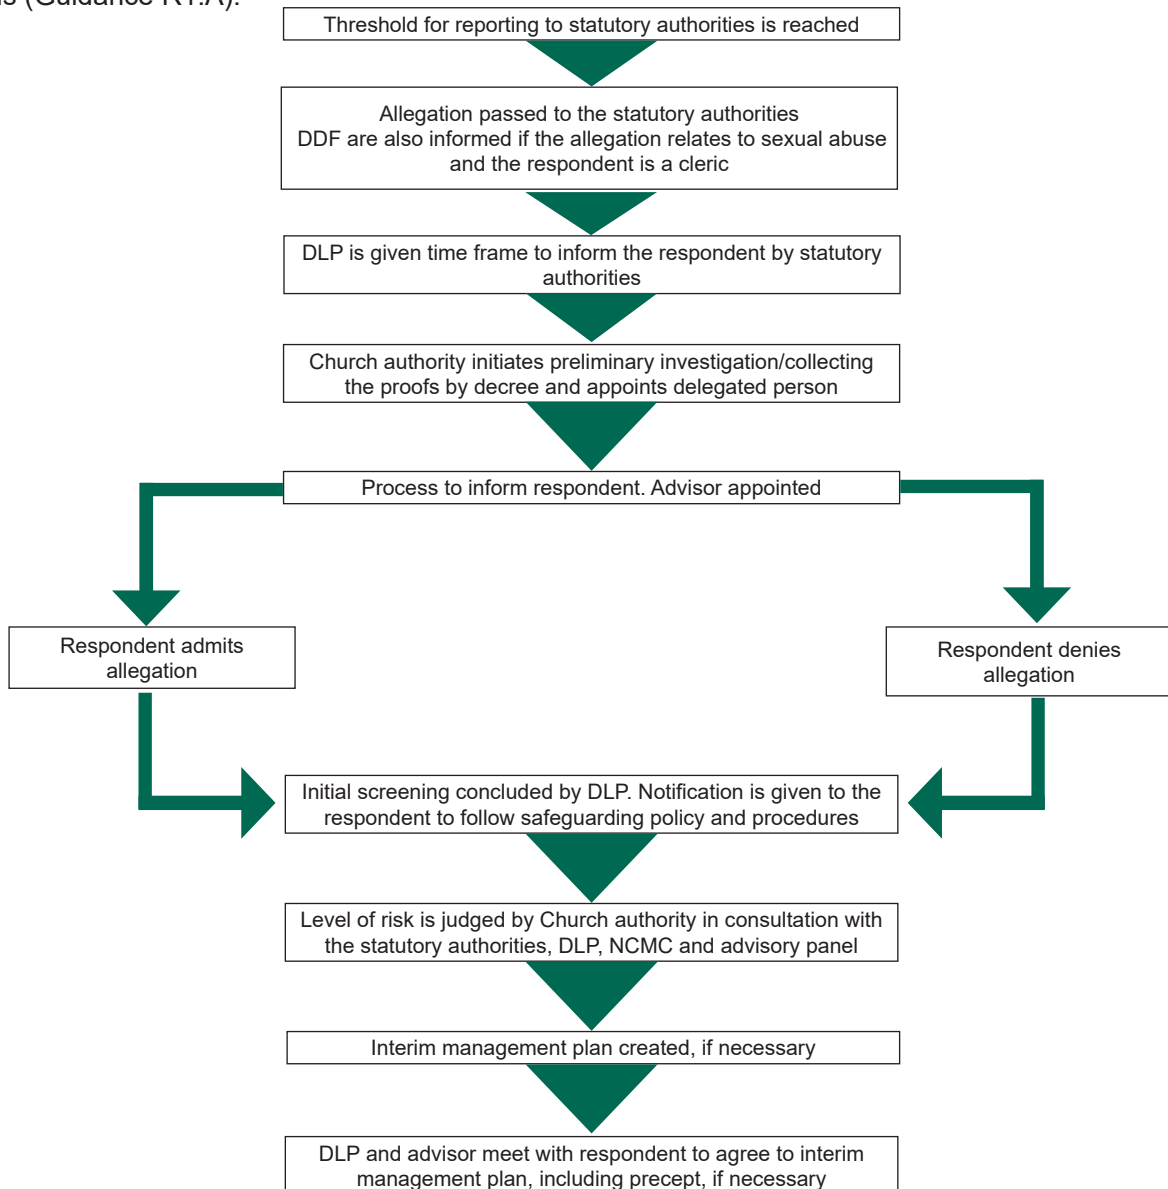 (Guidance R1.A).
Threshold for reporting to statutory authorities is reached
Allegation passed to the statutory authorities
DDF are also informed if the allegation relates to sexual abuse
and the respondent is a cleric
DLP is given time frame to inform the respondent by statutory
authorities
Church authority initiates preliminary investigation/collecting
the proofs by decree and appoints delegated person
Process to inform respondent. Advisor appointed
Respondent admits
allegation
Respondent denies
allegation
Initial screening concluded by DLP. Notification is given to the
respondent to follow safeguarding policy and procedures
Level of risk is judged by Church authority in consultation with
the statutory authorities, DLP, NCMC and advisory panel
Interim management plan created, if necessary
DLP and advisor meet with respondent to agree to interim
management plan, including precept, if necessary